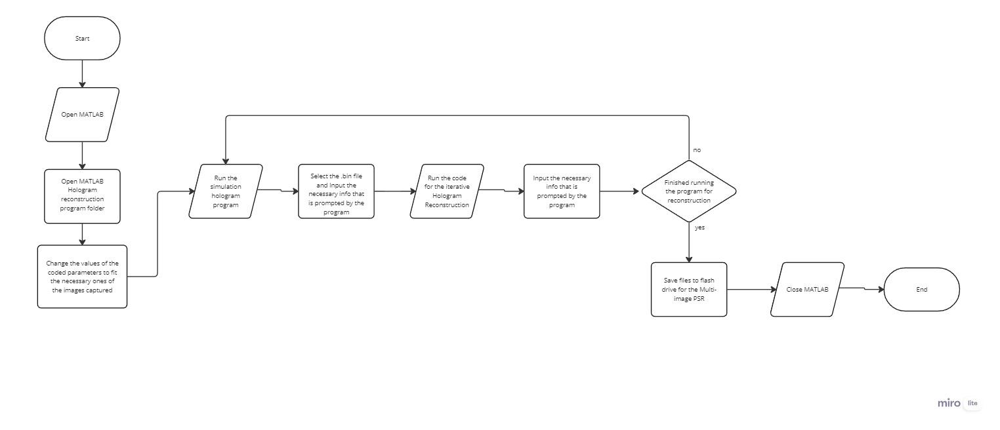 Start
Open MATLAB
Open MATLAB
Hologram
reconstruction
program folder
Change the values of the
coded parameters to fit
the necessary ones of
the images captured
Run the
simulation
hologram
program
Select the .bin file
and Input the
necessary info that
is prompted by the
program
Run the code
for the iterative
Hologram
Reconstruction
Input the necessary
info that is
prompted by the
program
Finished running
the program for
reconstruction
no
yes
Save files to flash
drive for the Multi-
image PSR
Close MATLAB
End
miro lite